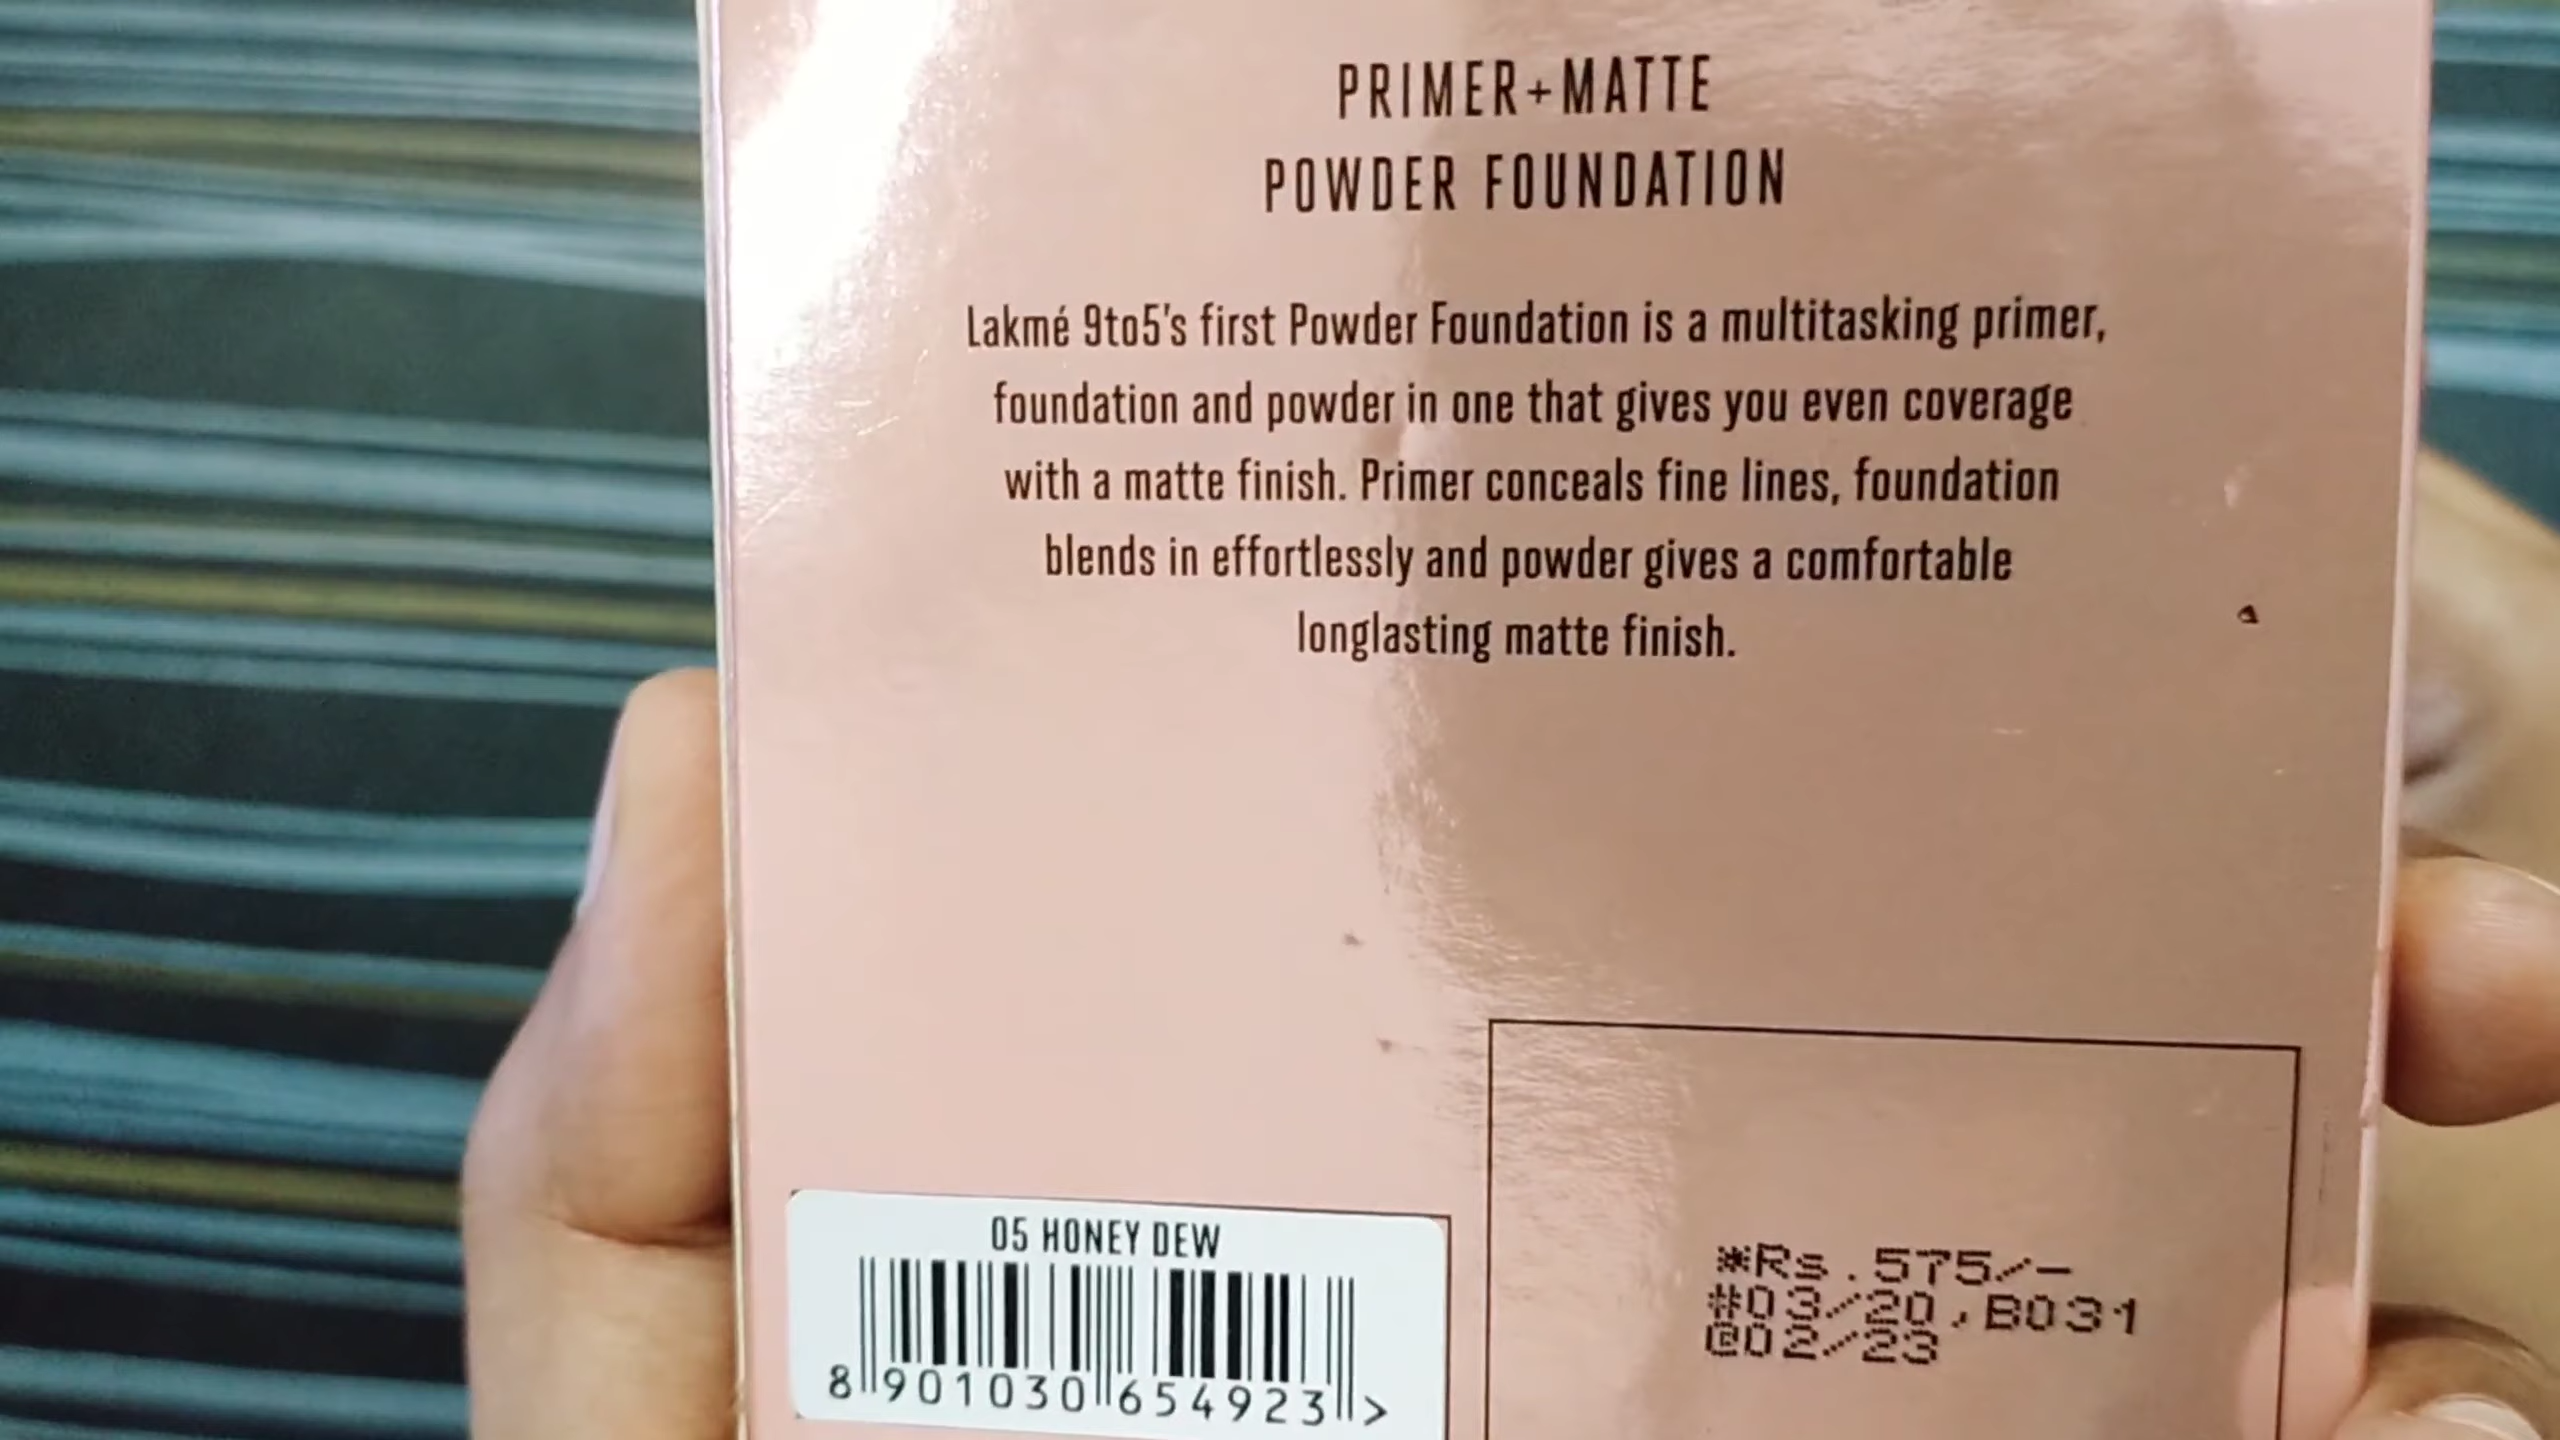 PRIMER+MATTE
POWDER FOUNDATION
Lakmé 9to5's first Powder Foundation is a multitasking primer,
foundation and powder in one that gives you even coverage
with a matte finish. Primer conceals fine lines, foundation
blends in effortlessly and powder gives a comfortable
longlasting matte finish.
05 HONEY DEW
8 901030 654923 >
*Rs.575/-
#03/20,B031
@02/23